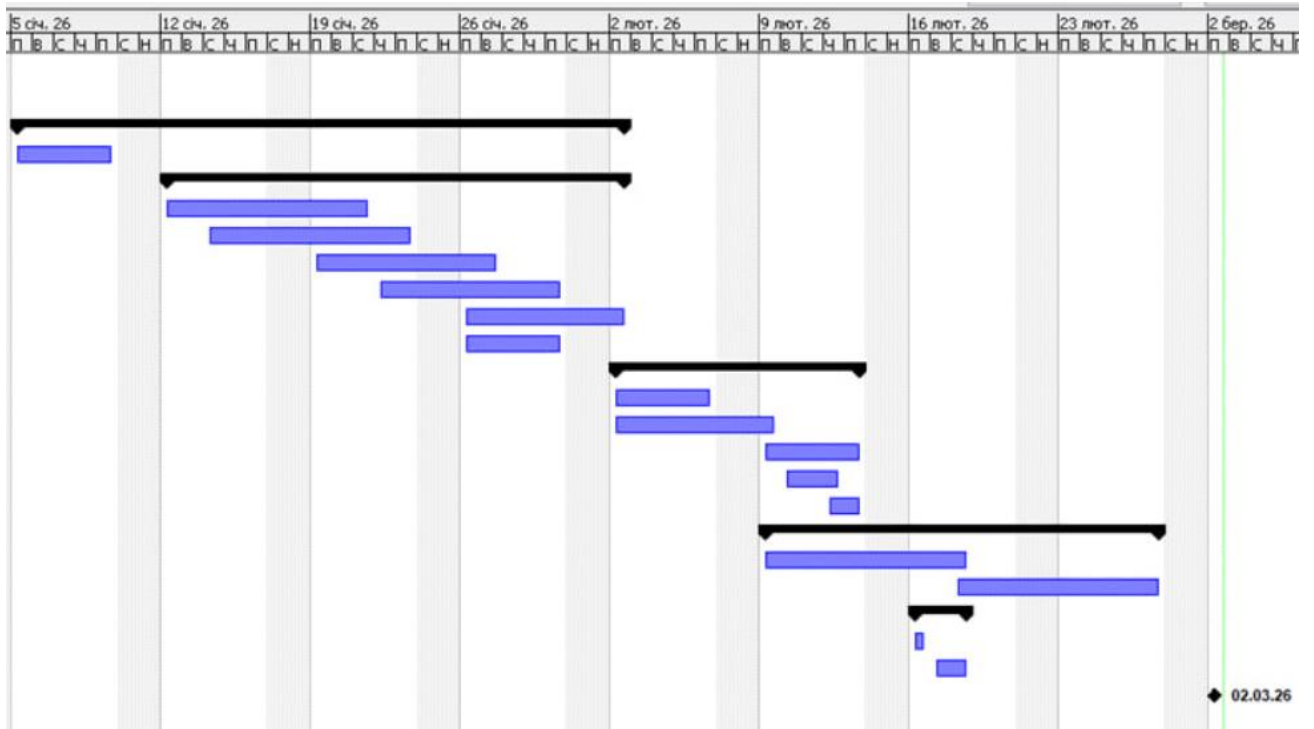 5 січ. 26 12 січ. 26 19 січ. 26 26 січ. 26 2 лют. 26 9 лют. 26 16 лют. 26 23 лют. 26 2 бер. 26
П В С Ч П С Н П В С Ч П С Н П В С Ч П С Н П В С Ч П С Н П В С Ч П С Н П В С Ч П С Н П В С Ч П С Н П В С Ч П С Н П В С Ч
02.03.26